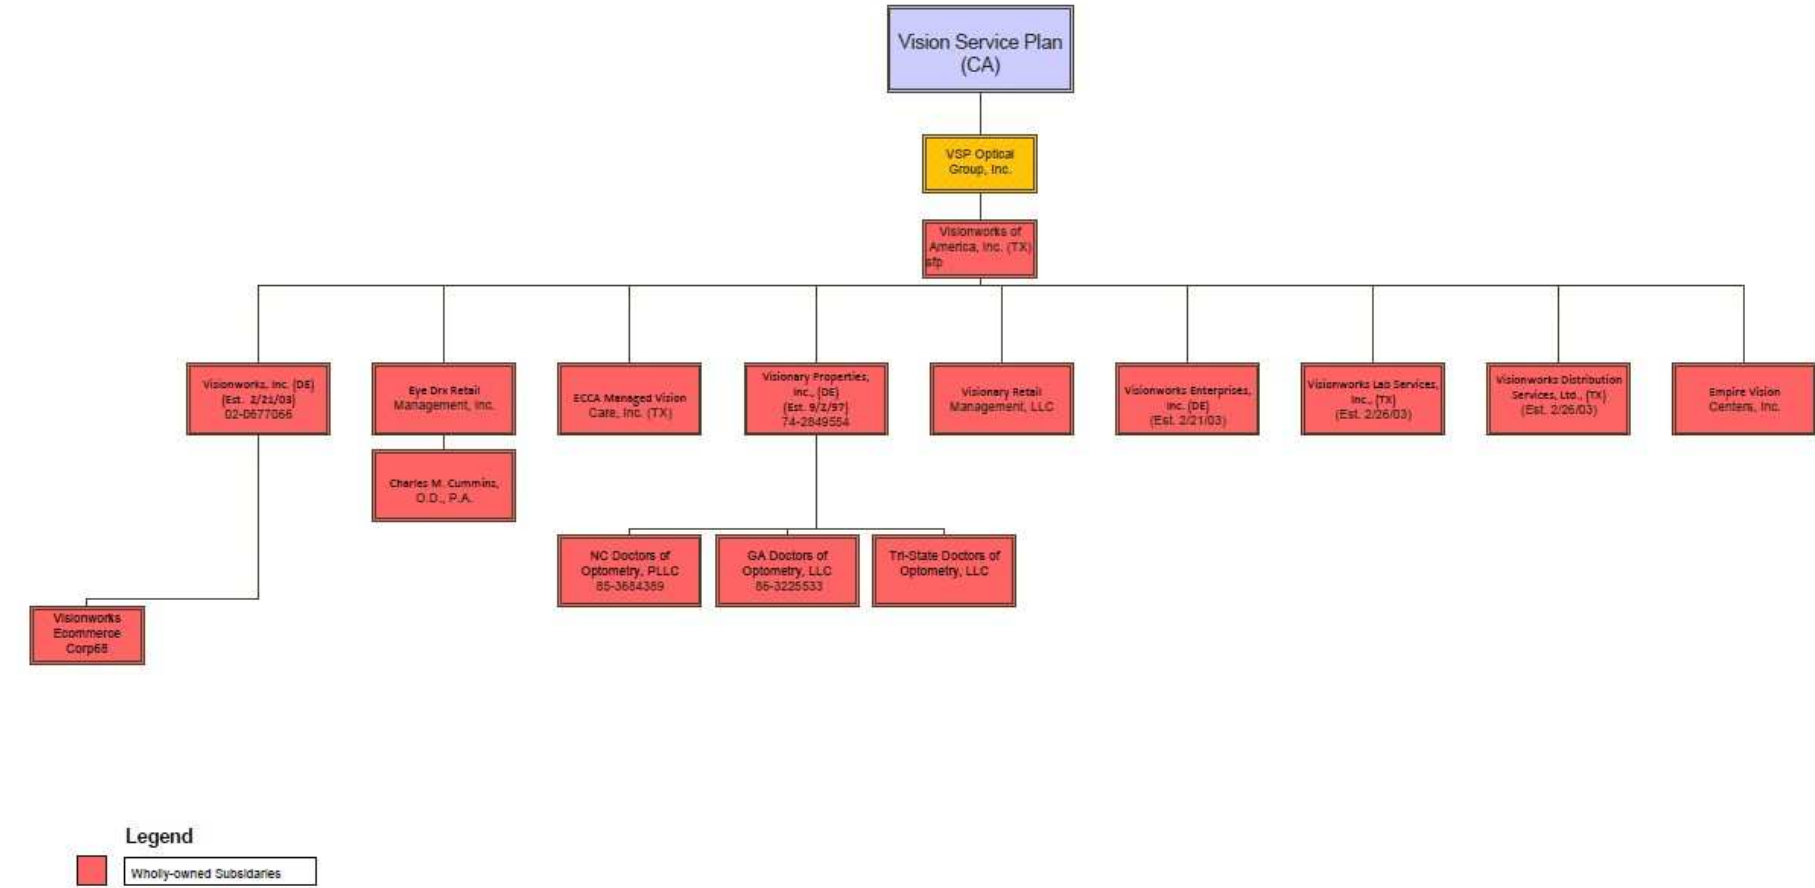 Vision Service Plan
(CA)
VSP Optical
Group, Inc.
Visionworks of
America, Inc. (TX)
sfp
Visionworks, Inc. (DE)
(Est. 2/21/03)
02-0677066
Eye Drx Retail
Management, Inc.
ECCA Managed Vision
Care, Inc. (TX)
Visionary Properties,
Inc., (DE)
(Est. 9/2/97)
74-2849554
Visionary Retail
Management, LLC
Visionworks Enterprises,
Inc. (DE)
(Est. 2/21/03)
Visionworks Lab Services,
Inc., (TX)
(Est. 2/26/03)
Visionworks Distribution
Services, Ltd., (TX)
(Est. 2/26/03)
Empire Vision
Centers, Inc.
Charles M. Cummins,
O.D., P.A.
NC Doctors of
Optometry, PLLC
85-3684389
GA Doctors of
Optometry, LLC
86-3225533
Tri-State Doctors of
Optometry, LLC
Visionworks
Ecommerce
Corp68
Legend
Wholly-owned Subsidaries